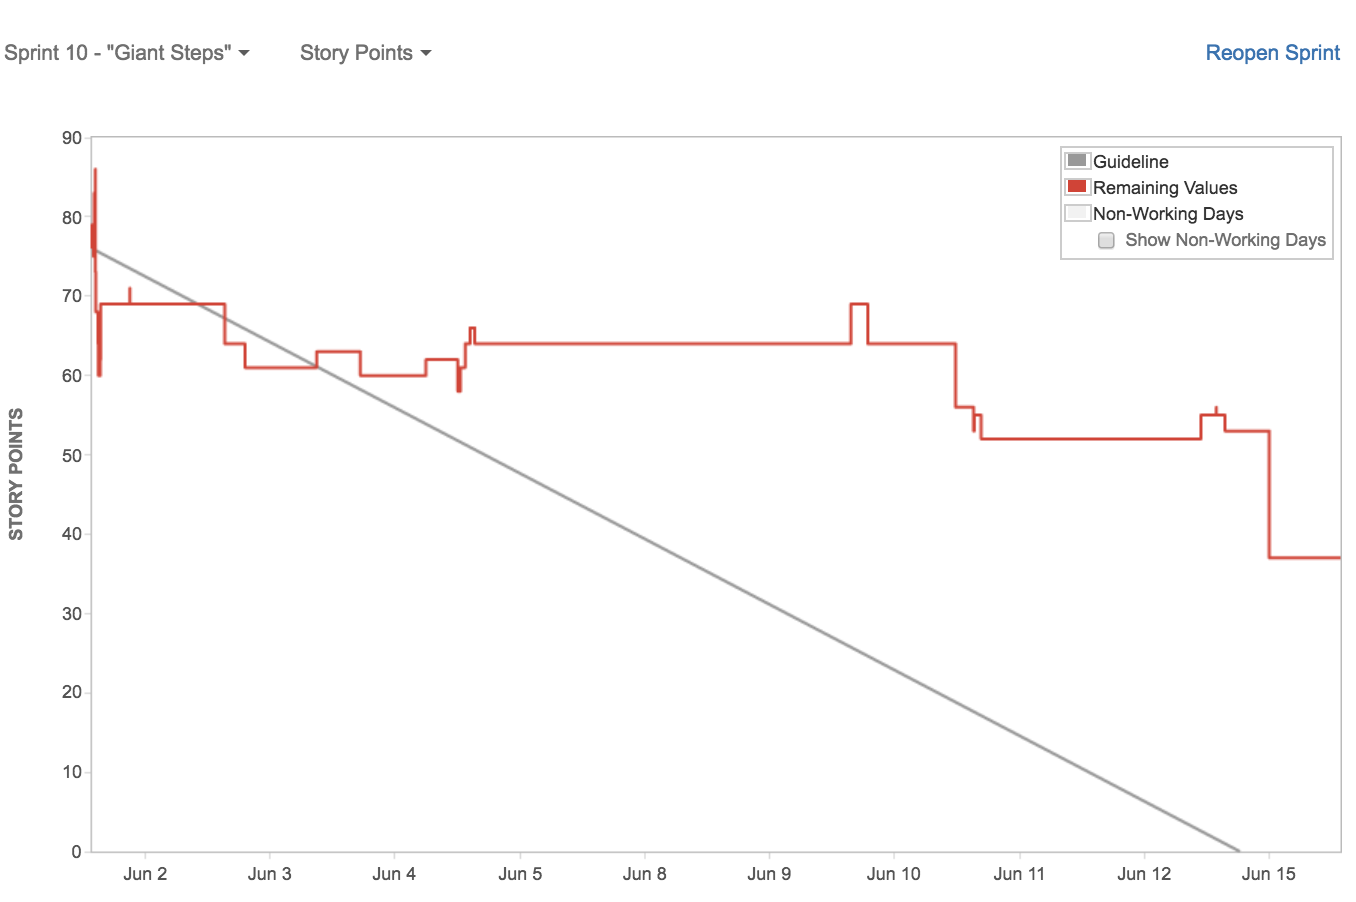 Sprint 10 - "Giant Steps" Story Points Reopen Sprint
Guideline
Remaining Values
Non-Working Days
Show Non-Working Days
STORY POINTS
90
80
70
60
50
40
30
20
10
0
Jun 2 Jun 3 Jun 4 Jun 5 Jun 8 Jun 9 Jun 10 Jun 11 Jun 12 Jun 15